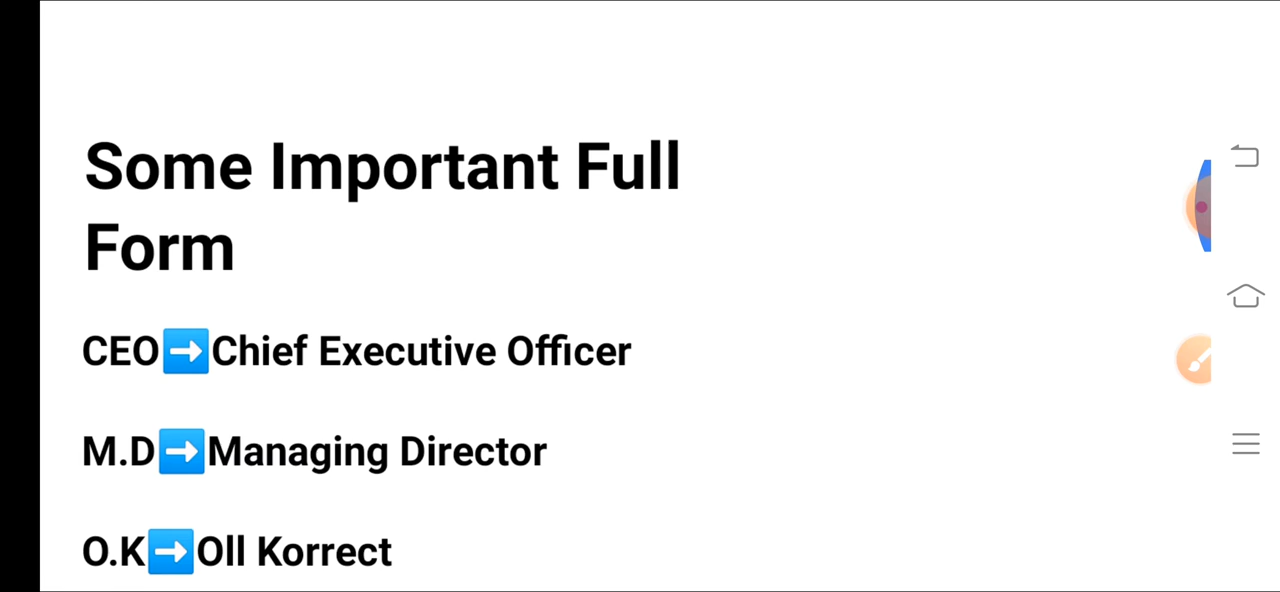 Some Important Full
Form
CEO➡️Chief Executive Officer
M.D➡️Managing Director
O.K➡️Oll Korrect